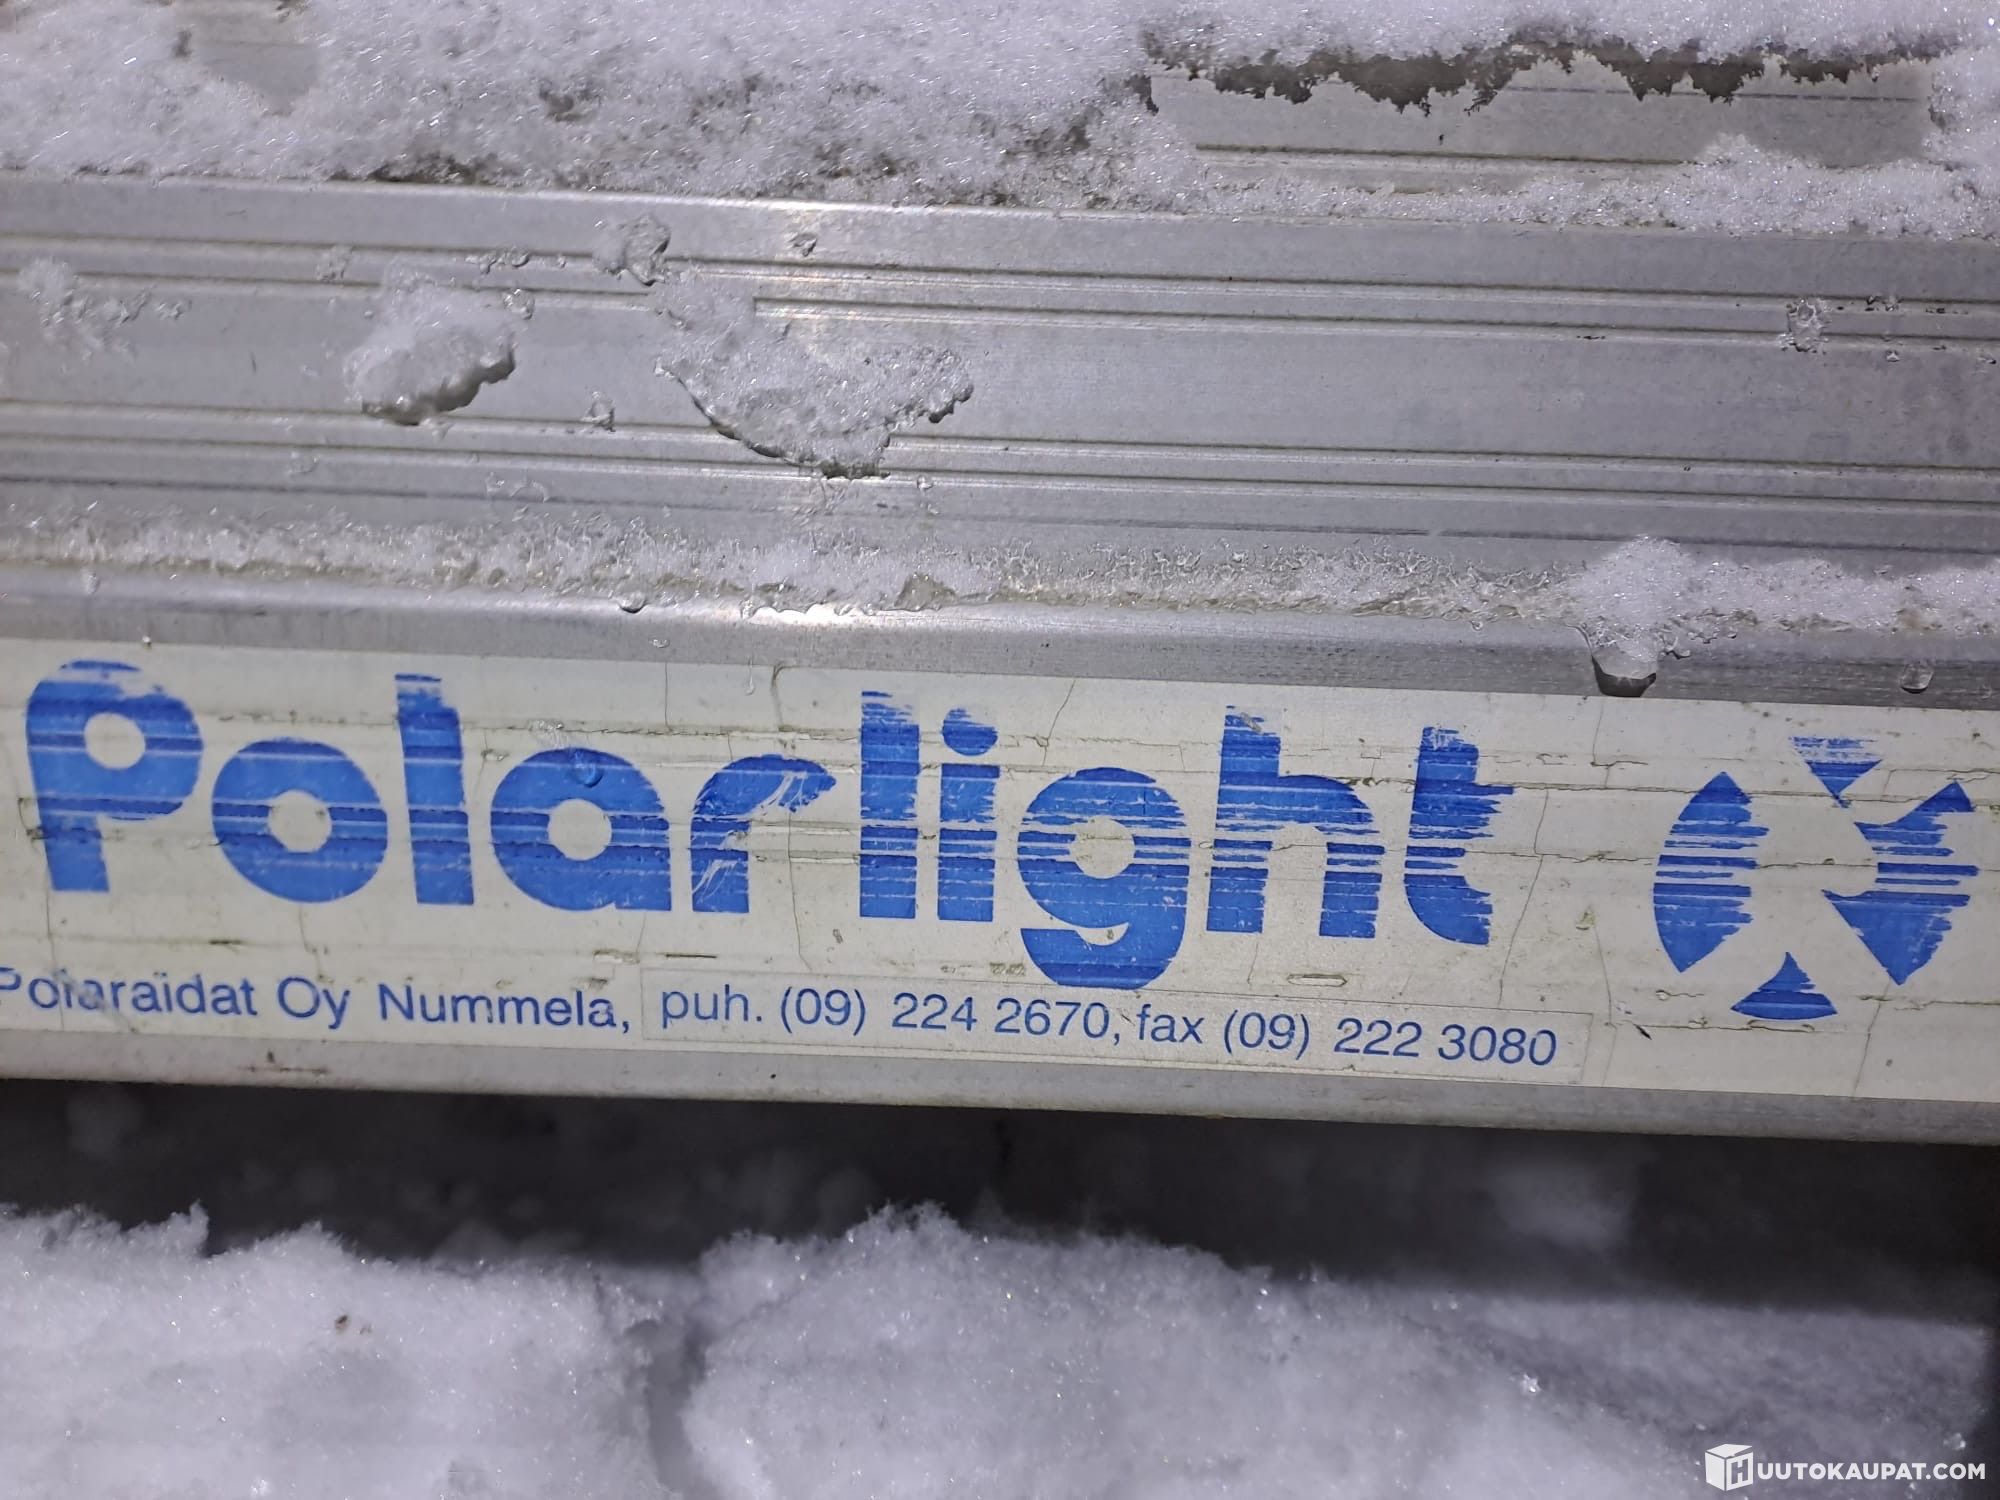 Polarlight
Polaraidat Oy Nummela, puh. (09) 224 2670, fax (09) 222 3080
HUUTOKAUPAT.COM